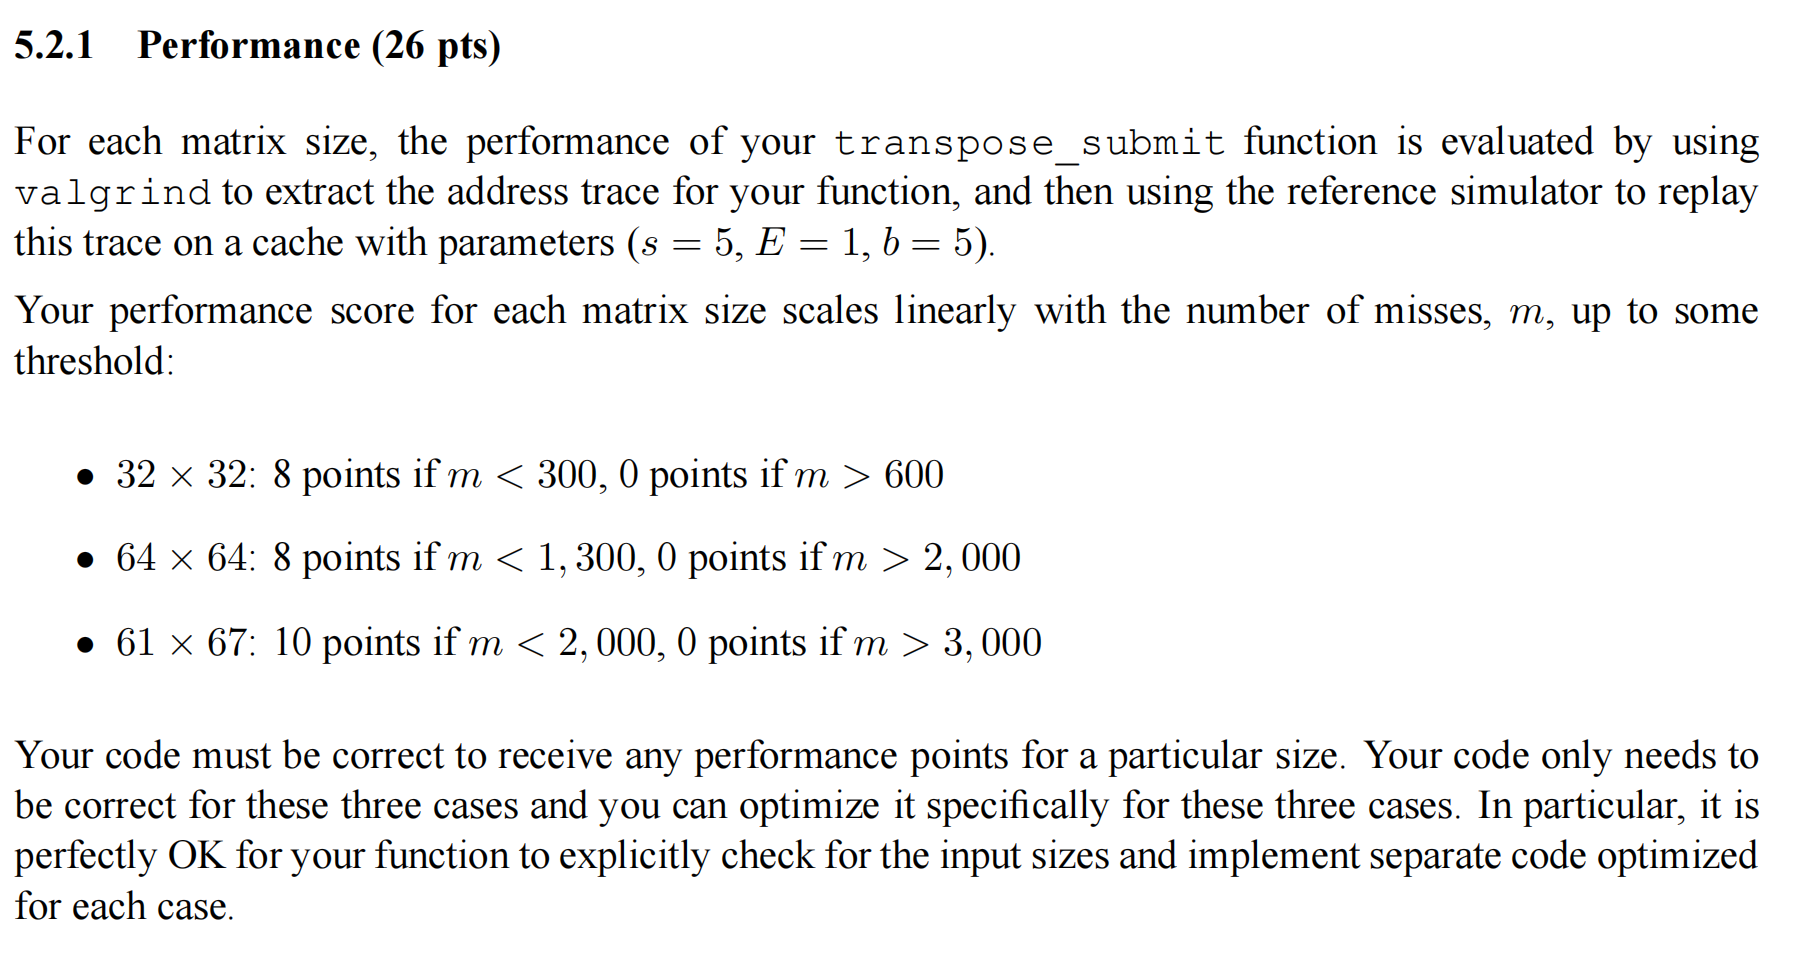 5.2.1 Performance (26 pts)
For each matrix size, the performance of your transpose_submit function is evaluated by using
valgrind to extract the address trace for your function, and then using the reference simulator to replay
this trace on a cache with parameters (s = 5, E = 1, b = 5).
Your performance score for each matrix size scales linearly with the number of misses, m, up to some
threshold:
• 32 × 32: 8 points if m < 300, 0 points if m > 600
• 64 × 64: 8 points if m < 1, 300, 0 points if m > 2, 000
• 61 × 67: 10 points if m < 2, 000, 0 points if m > 3, 000
Your code must be correct to receive any performance points for a particular size. Your code only needs to
be correct for these three cases and you can optimize it specifically for these three cases. In particular, it is
perfectly OK for your function to explicitly check for the input sizes and implement separate code optimized
for each case.